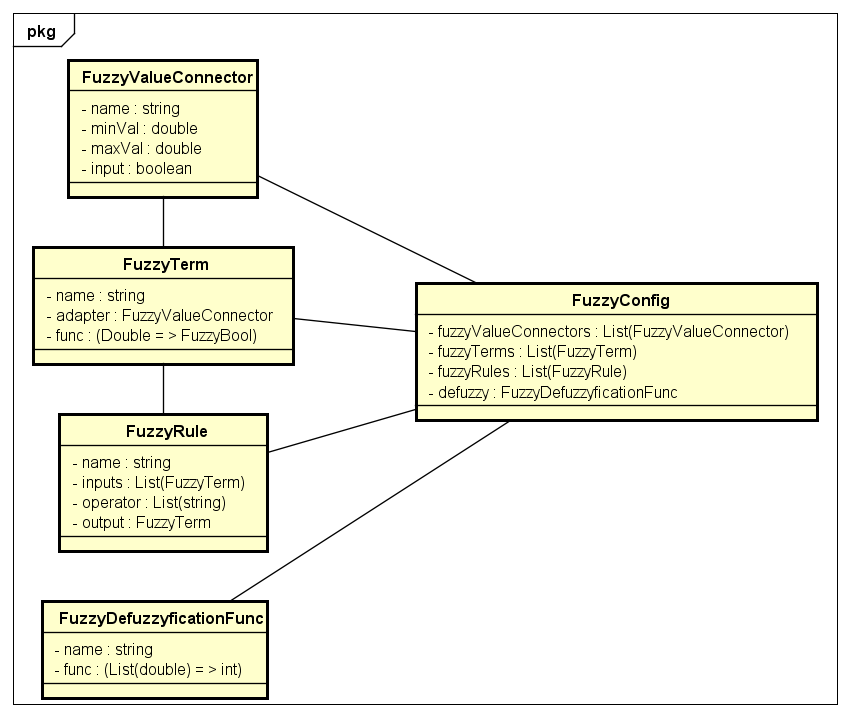 pkg
FuzzyValueConnector
- name : string
- minVal : double
- maxVal : double
- input : boolean
FuzzyTerm
- name : string
- adapter : FuzzyValueConnector
- func : (Double = > FuzzyBool)
FuzzyConfig
- fuzzyValueConnectors : List(FuzzyValueConnector)
- fuzzyTerms : List(FuzzyTerm)
- fuzzyRules : List(FuzzyRule)
- defuzzy : FuzzyDefuzzyficationFunc
FuzzyRule
- name : string
- inputs : List(FuzzyTerm)
- operator : List(string)
- output : FuzzyTerm
FuzzyDefuzzyficationFunc
- name : string
- func : (List(double) = > int)